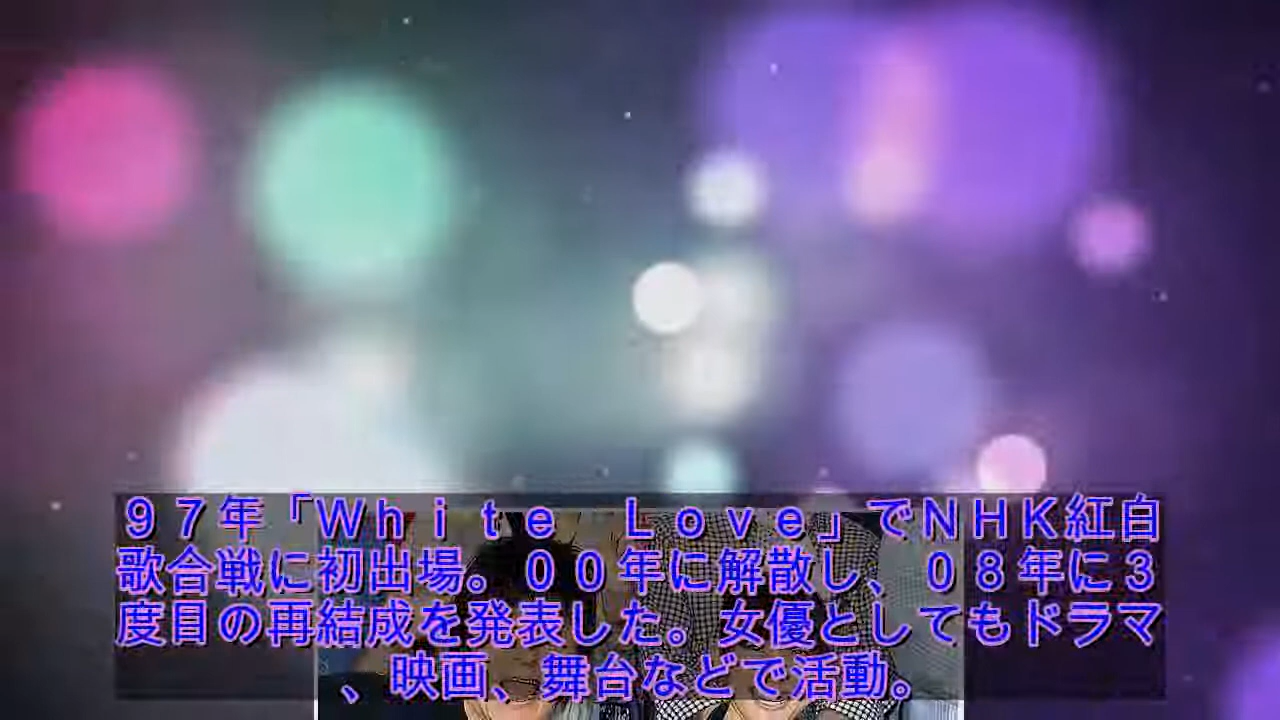 ９７年「Ｗｈｉｔｅ　Ｌｏｖｅ」でＮＨＫ紅白
歌合戦に初出場。００年に解散し、０８年に３
度目の再結成を発表した。女優としてもドラマ
、映画、舞台などで活動。